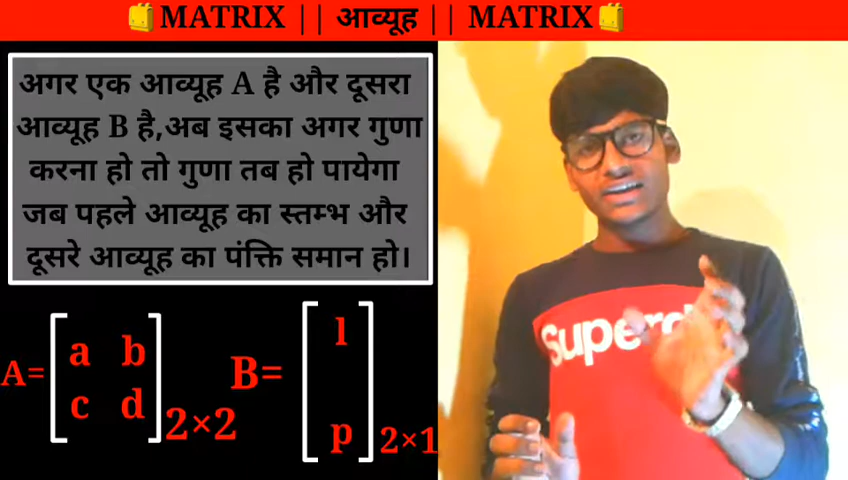 MATRIX || आव्यूह || MATRIX
अगर एक आव्यूह A है और दूसरा
आव्यूह B है,अब इसका अगर गुणा
करना हो तो गुणा तब हो पायेगा
जब पहले आव्यूह का स्तम्भ और
दूसरे आव्यूह का पंक्ति समान हो।
A= [ a b
c d ] 2×2
B= [ l
p ] 2×1